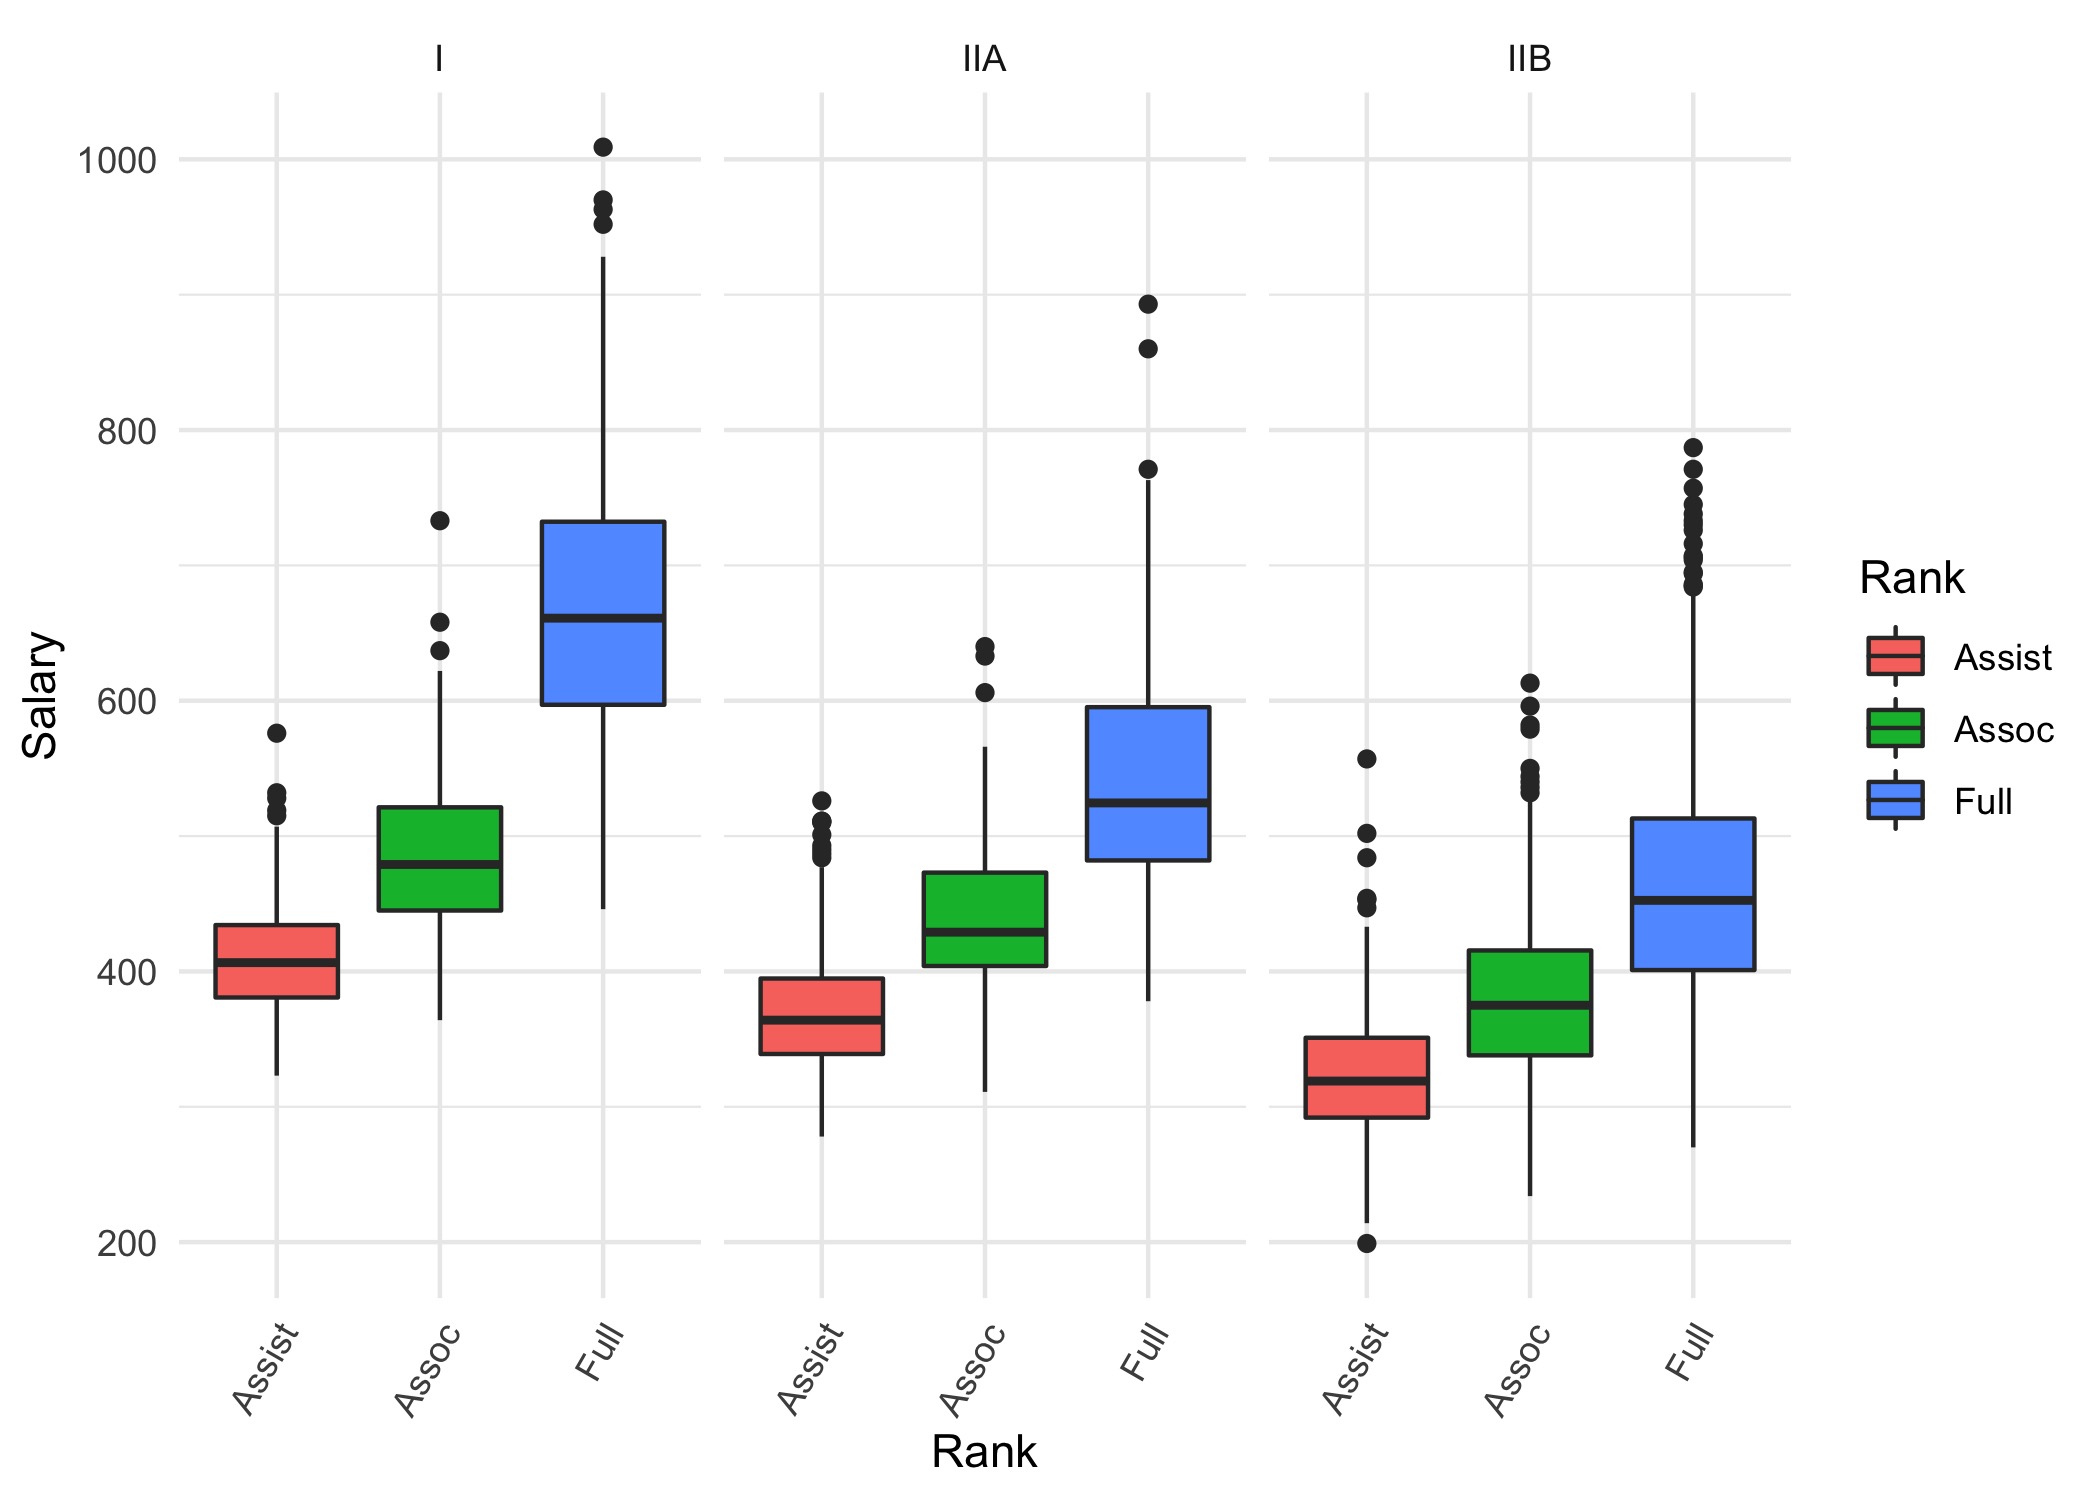 I
IIA
IIB
1000
800
600
400
200
Salary
Assist
Assoc
Full
Assist
Assoc
Full
Assist
Assoc
Full
Rank
Rank
Assist
Assoc
Full